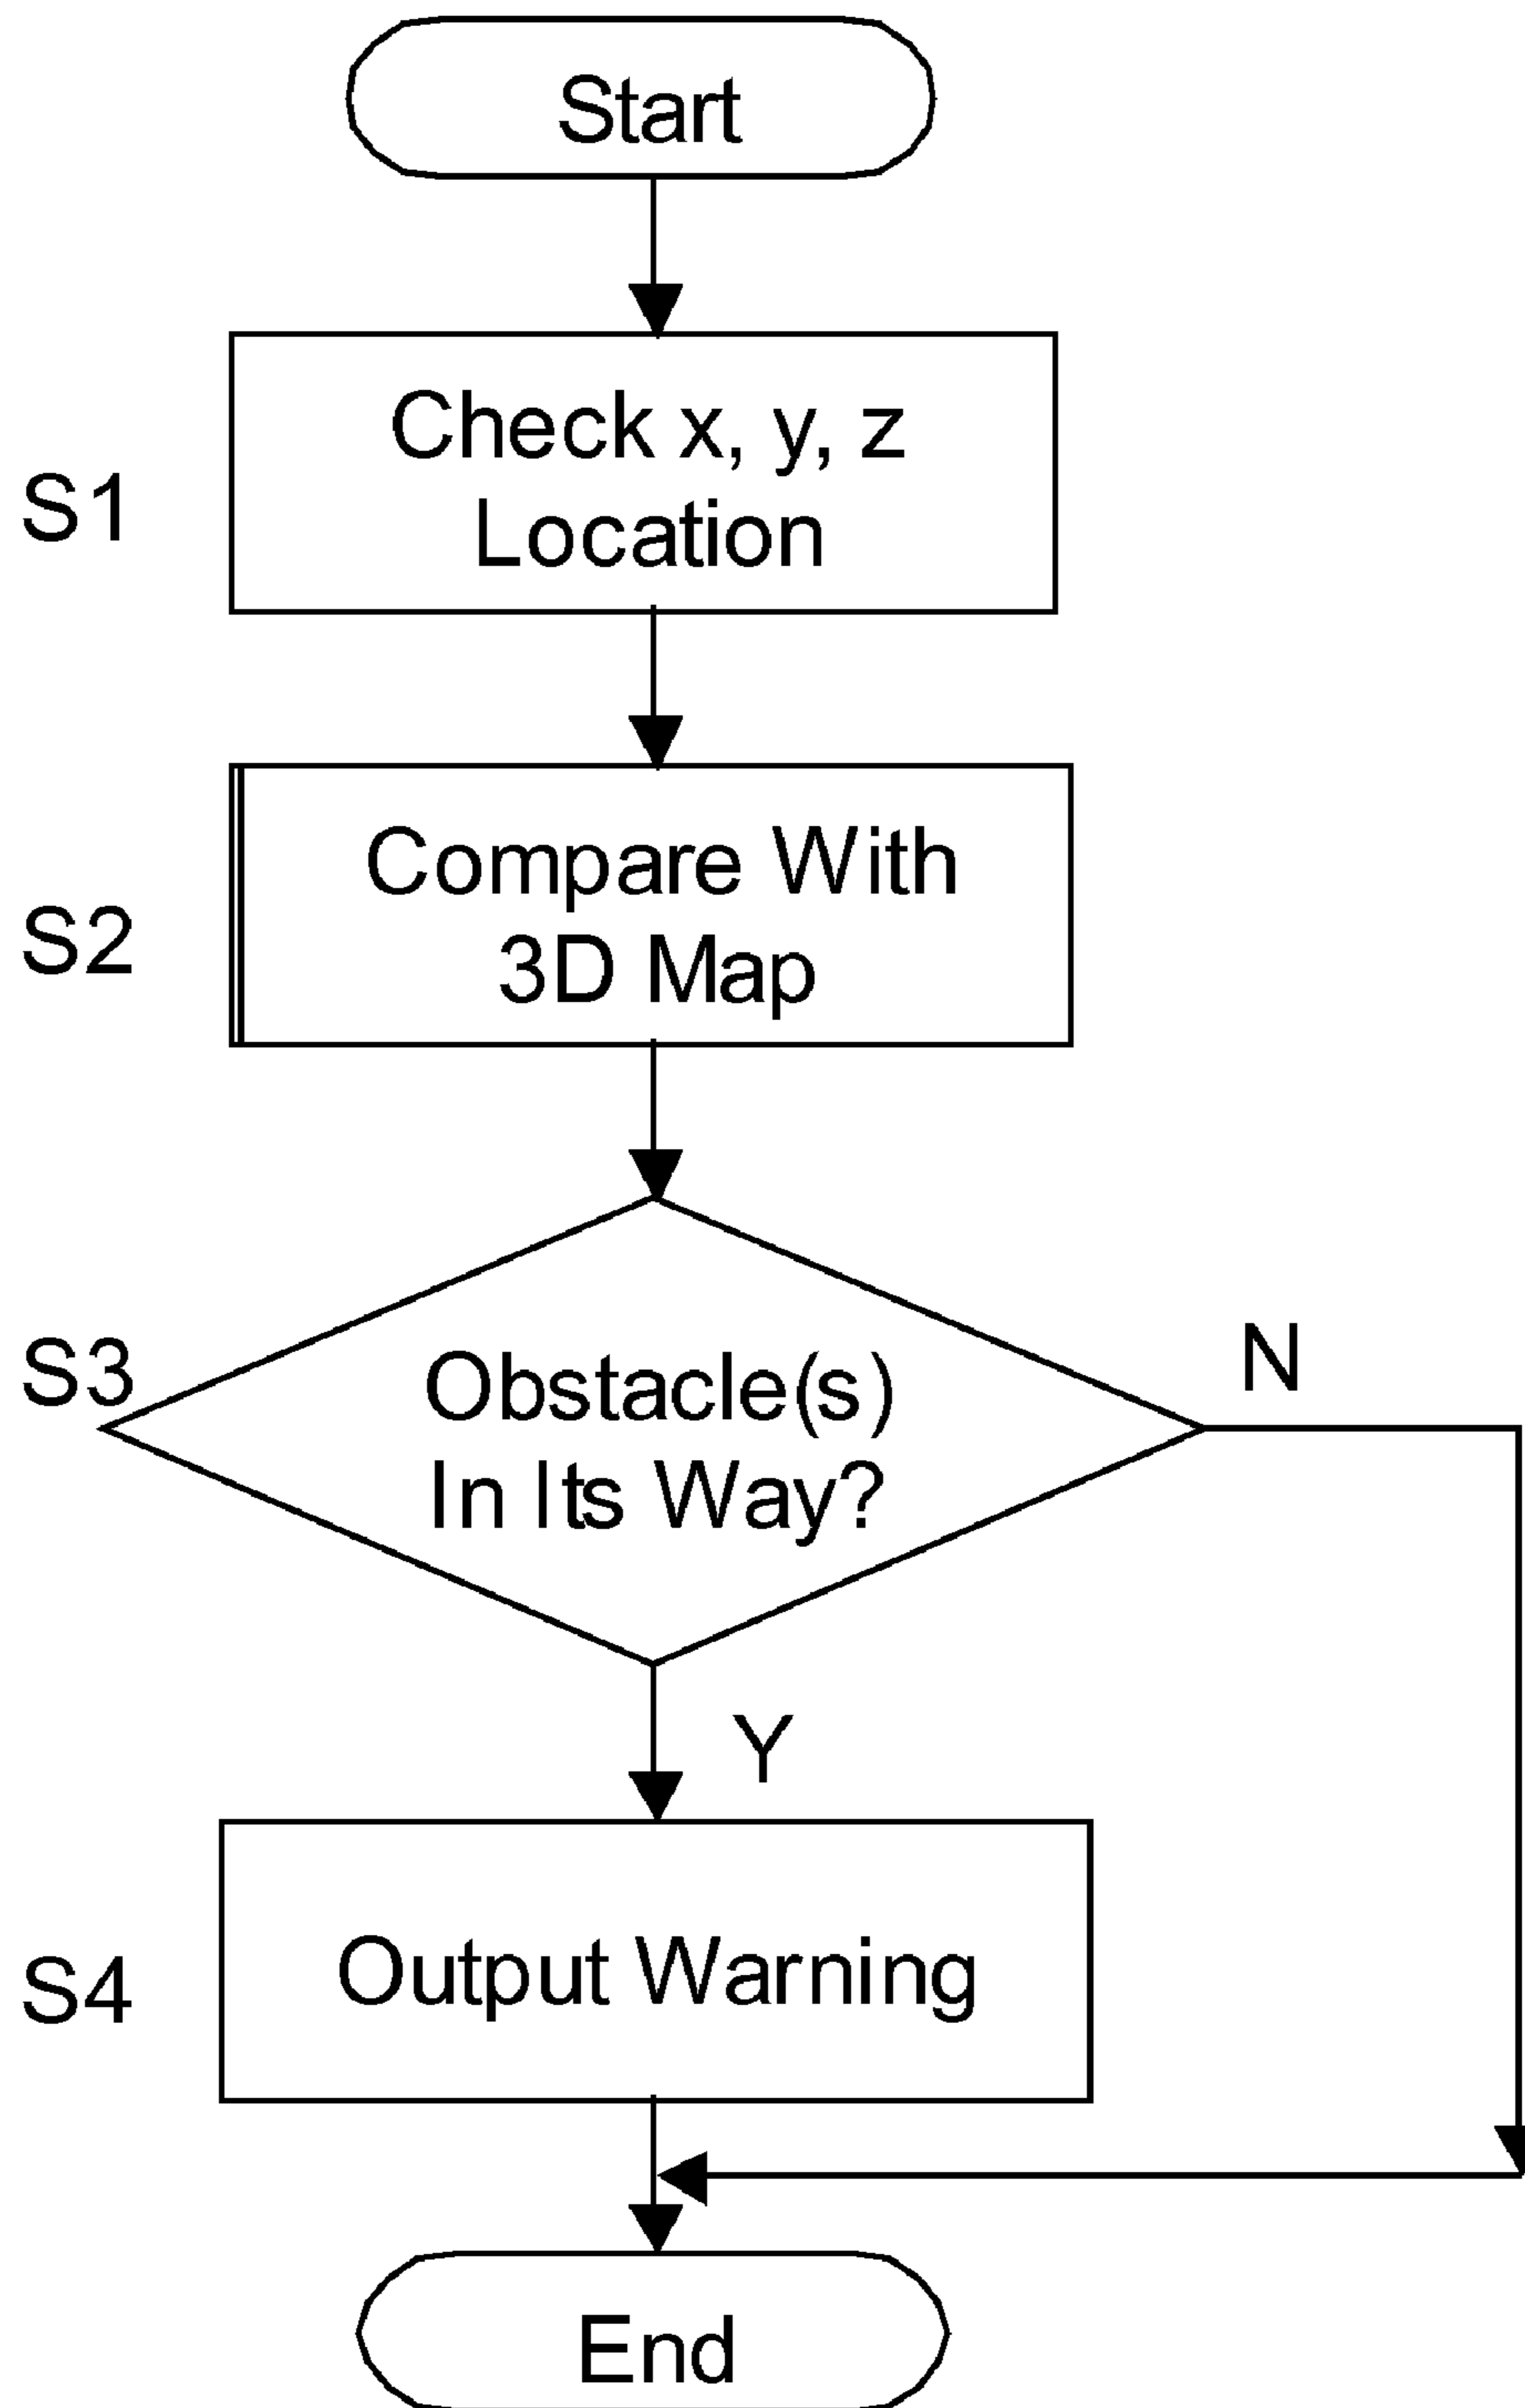 Start
S1
Check x, y, z
Location
S2
Compare With
3D Map
S3
Obstacle(s)
In Its Way?
N
Y
S4
Output Warning
End